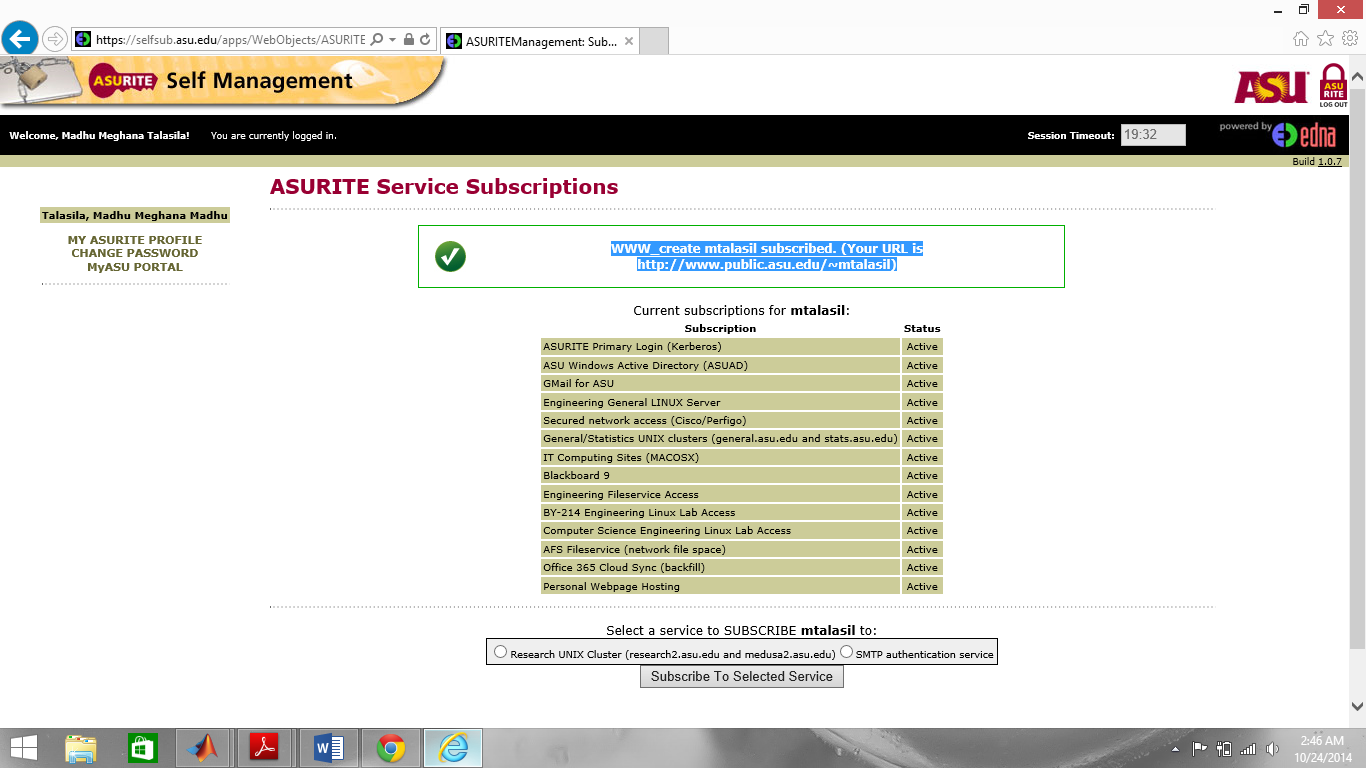 https://selfsub.asu.edu/apps/WebObjects/ASURITE
ASURITEManagement: Sub...
ASURITE Self Management
ASU
ASU
RITE
LOG OUT
Welcome, Madhu Meghana Talasila! You are currently logged in. Session Timeout: 19:32 powered by edna
Build 1.0.7
ASURITE Service Subscriptions
Talasila, Madhu Meghana Madhu
MY ASURITE PROFILE
CHANGE PASSWORD
MyASU PORTAL
WWW_create mtalasil subscribed. (Your URL is
http://www.public.asu.edu/~mtalasil)
Current subscriptions for mtalasil:
Subscription Status
ASURITE Primary Login (Kerberos) Active
ASU Windows Active Directory (ASUAD) Active
GMail for ASU Active
Engineering General LINUX Server Active
Secured network access (Cisco/Perfigo) Active
General/Statistics UNIX clusters (general.asu.edu and stats.asu.edu) Active
IT Computing Sites (MACOSX) Active
Blackboard 9 Active
Engineering Fileservice Access Active
BY-214 Engineering Linux Lab Access Active
Computer Science Engineering Linux Lab Access Active
AFS Fileservice (network file space) Active
Office 365 Cloud Sync (backfill) Active
Personal Webpage Hosting Active
Select a service to SUBSCRIBE mtalasil to:
Research UNIX Cluster (research2.asu.edu and medusa2.asu.edu) SMTP authentication service
Subscribe To Selected Service
2:46 AM
10/24/2014